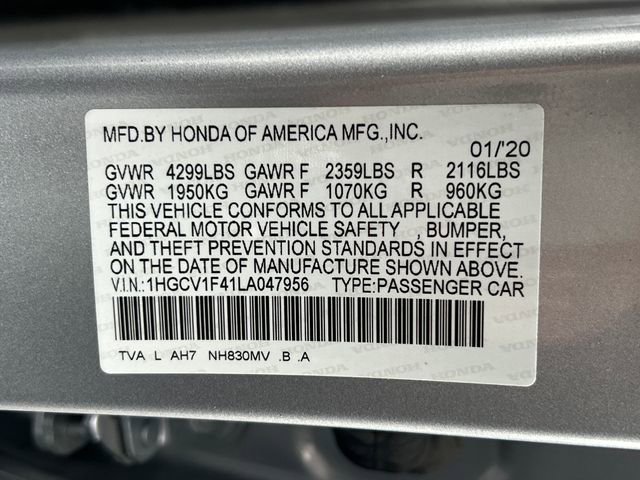 MFD.BY HONDA OF AMERICA MFG.,INC. 01/'20
GVWR 4299LBS GAWR F 2359LBS R 2116LBS
GVWR 1950KG GAWR F 1070KG R 960KG
THIS VEHICLE CONFORMS TO ALL APPLICABLE
FEDERAL MOTOR VEHICLE SAFETY , BUMPER,
AND THEFT PREVENTION STANDARDS IN EFFECT
ON THE DATE OF MANUFACTURE SHOWN ABOVE.
V.I.N.:1HGCV1F41LA047956 TYPE:PASSENGER CAR
TVA L AH7 NH830MV .B .A